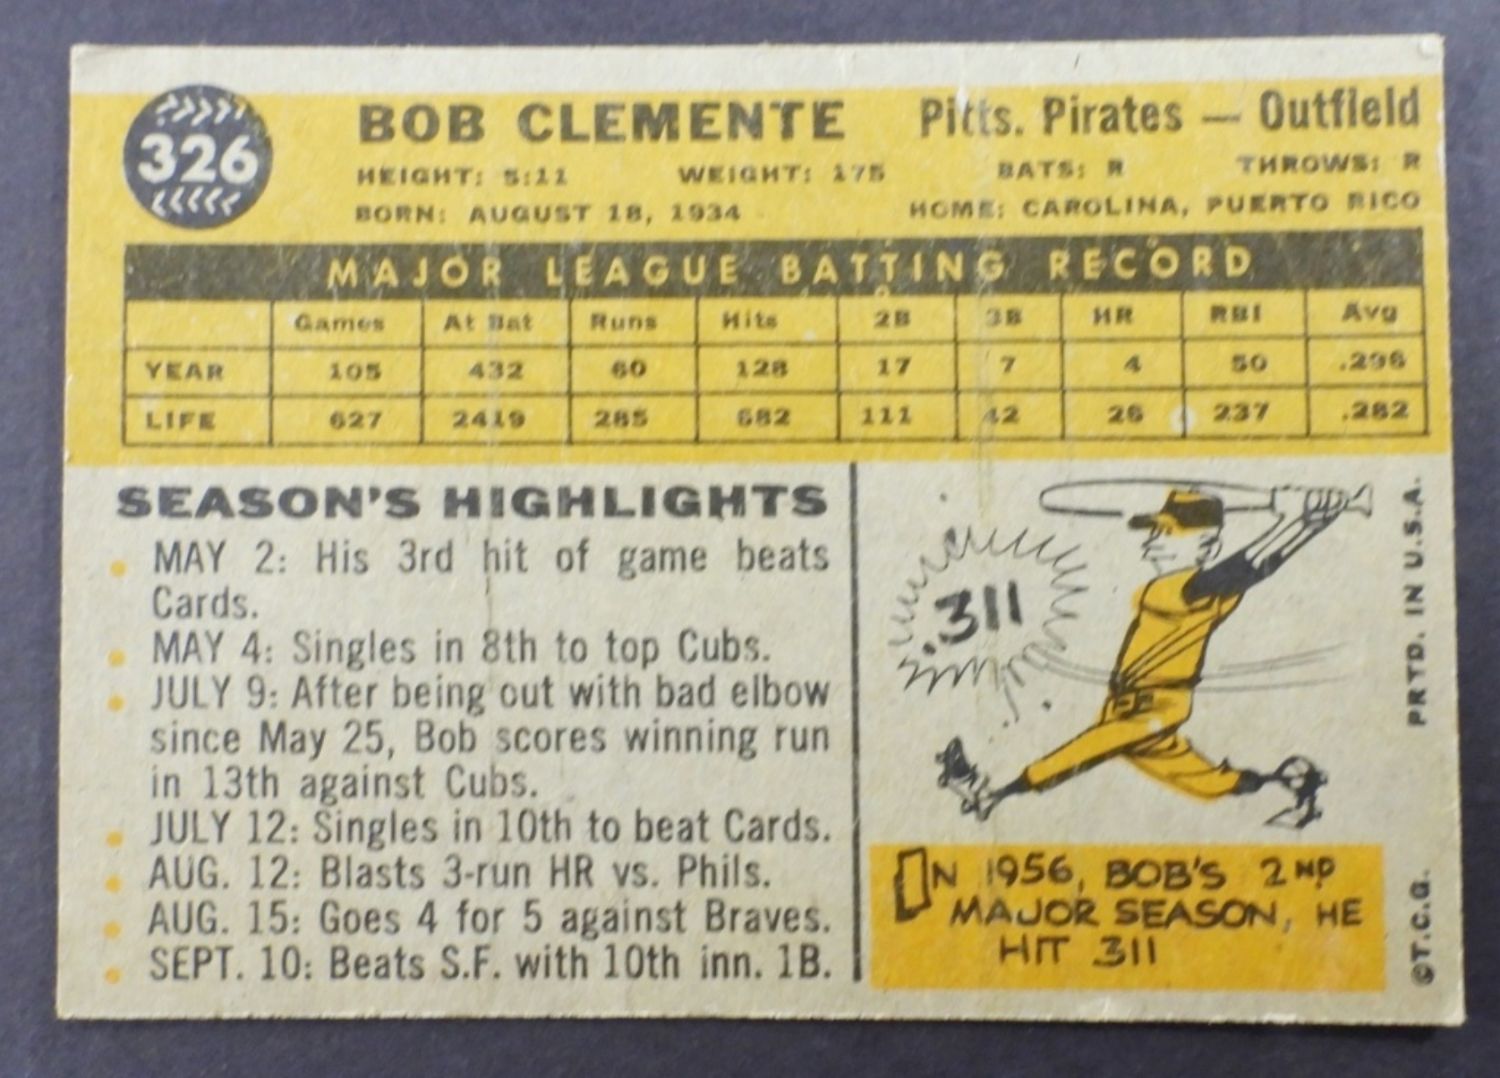 326
BOB CLEMENTE Pitts. Pirates — Outfield
HEIGHT: 5:11 WEIGHT: 175 BATS: R THROWS: R
BORN: AUGUST 18, 1934 HOME: CAROLINA, PUERTO RICO
MAJOR LEAGUE BATTING RECORD
Games At Bat Runs Hits 2B 3B HR RBI Avg
YEAR 105 432 60 128 17 7 4 50 .296
LIFE 627 2419 285 682 111 42 26 237 .282
SEASON'S HIGHLIGHTS
MAY 2: His 3rd hit of game beats
Cards.
MAY 4: Singles in 8th to top Cubs.
JULY 9: After being out with bad elbow
since May 25, Bob scores winning run
in 13th against Cubs.
JULY 12: Singles in 10th to beat Cards.
AUG. 12: Blasts 3-run HR vs. Phils.
AUG. 15: Goes 4 for 5 against Braves.
SEPT. 10: Beats S.F. with 10th inn. 1B.
.311
IN 1956, BOB'S 2ND
MAJOR SEASON, HE
HIT 311
©T.C.G. PRTD. IN U.S.A.